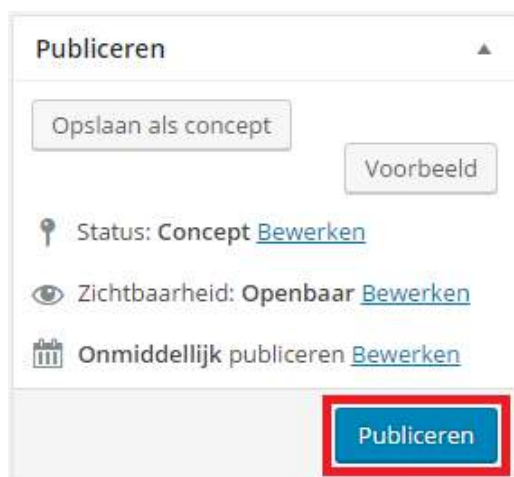 Publiceren
Opslaan als concept
Voorbeeld
Status: Concept Bewerken
Zichtbaarheid: Openbaar Bewerken
Onmiddellijk publiceren Bewerken
Publiceren